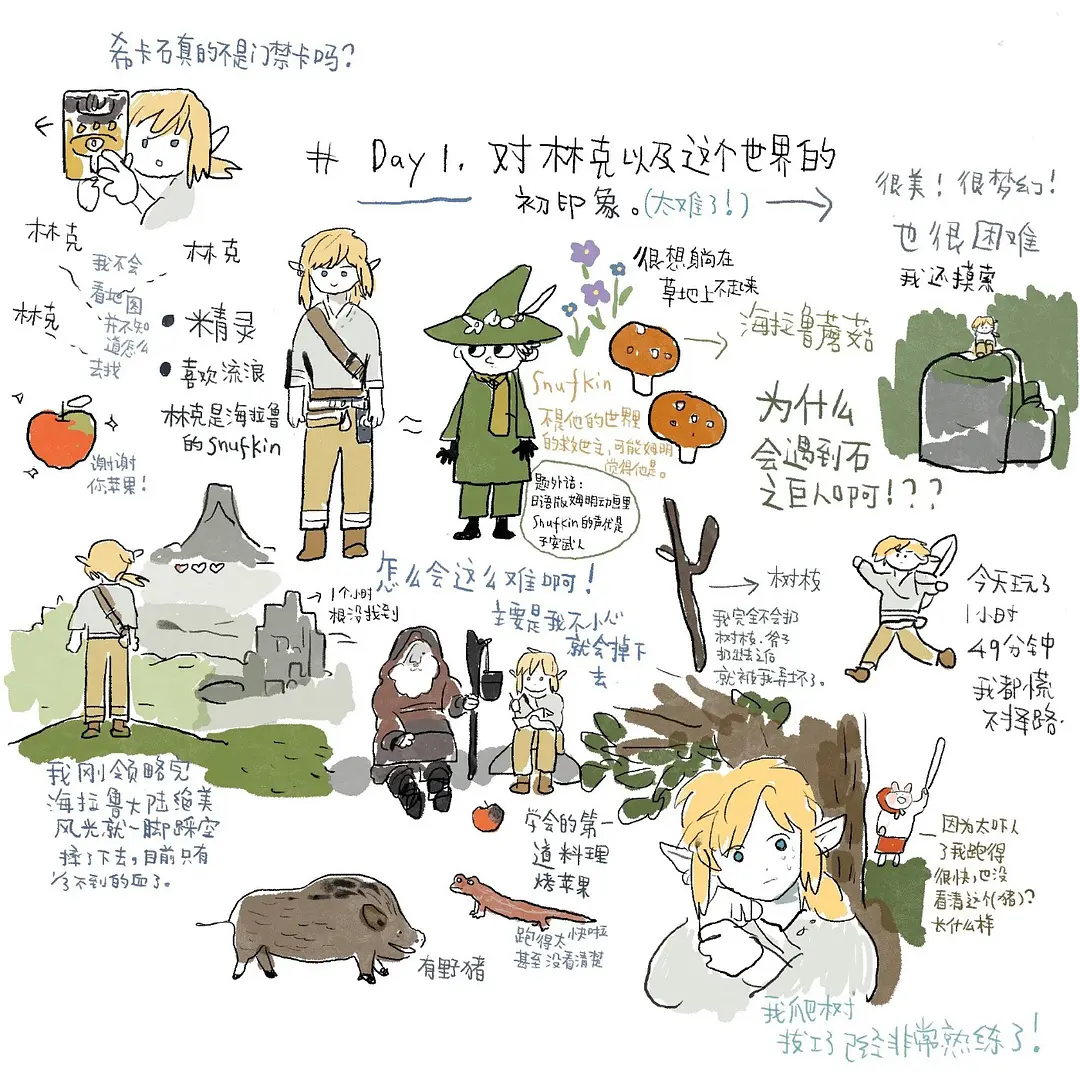 希卡石真的不是门禁卡吗?
# Day 1. 对林克以及这个世界的
初印象。(太难了!)
很美！很梦幻！
也很困难
我还摸索
林克
林克
林克
我不会
看地图
并不知
道怎么
去找
• 米精灵
• 喜欢流浪
林克是海拉鲁
的 Snufkin
谢谢
你苹果!
≈
很想躺在
草地上不起来
海拉鲁蘑菇
Snufkin
不是他的世界里
的救世主,可能姆明
觉得他是。
题外话:
日语版姆明动画里
Snufkin的声优是
子安武人
为什么
会遇到石
之巨人啊!???
1个小时
根没找到
怎么会这么难啊!
主要是我不小心
就会掉下
去
树枝
我完全不会扔
树枝,斧子
扔出去之后
就被我弄坏了。
今天玩了
1小时
49分钟
我都慌
不择路.
我刚领略完
海拉鲁大陆绝美
风光就一脚踩空
摔了下去,目前只有
1/3不到的血了。
学会的第一
道料理
烤苹果
有野猪
跑得太快啦
甚至没看清楚
因为太吓人
了我跑得
很快,也没
看清这个(猪)?
长什么样
我爬树
技巧已经非常熟练了!